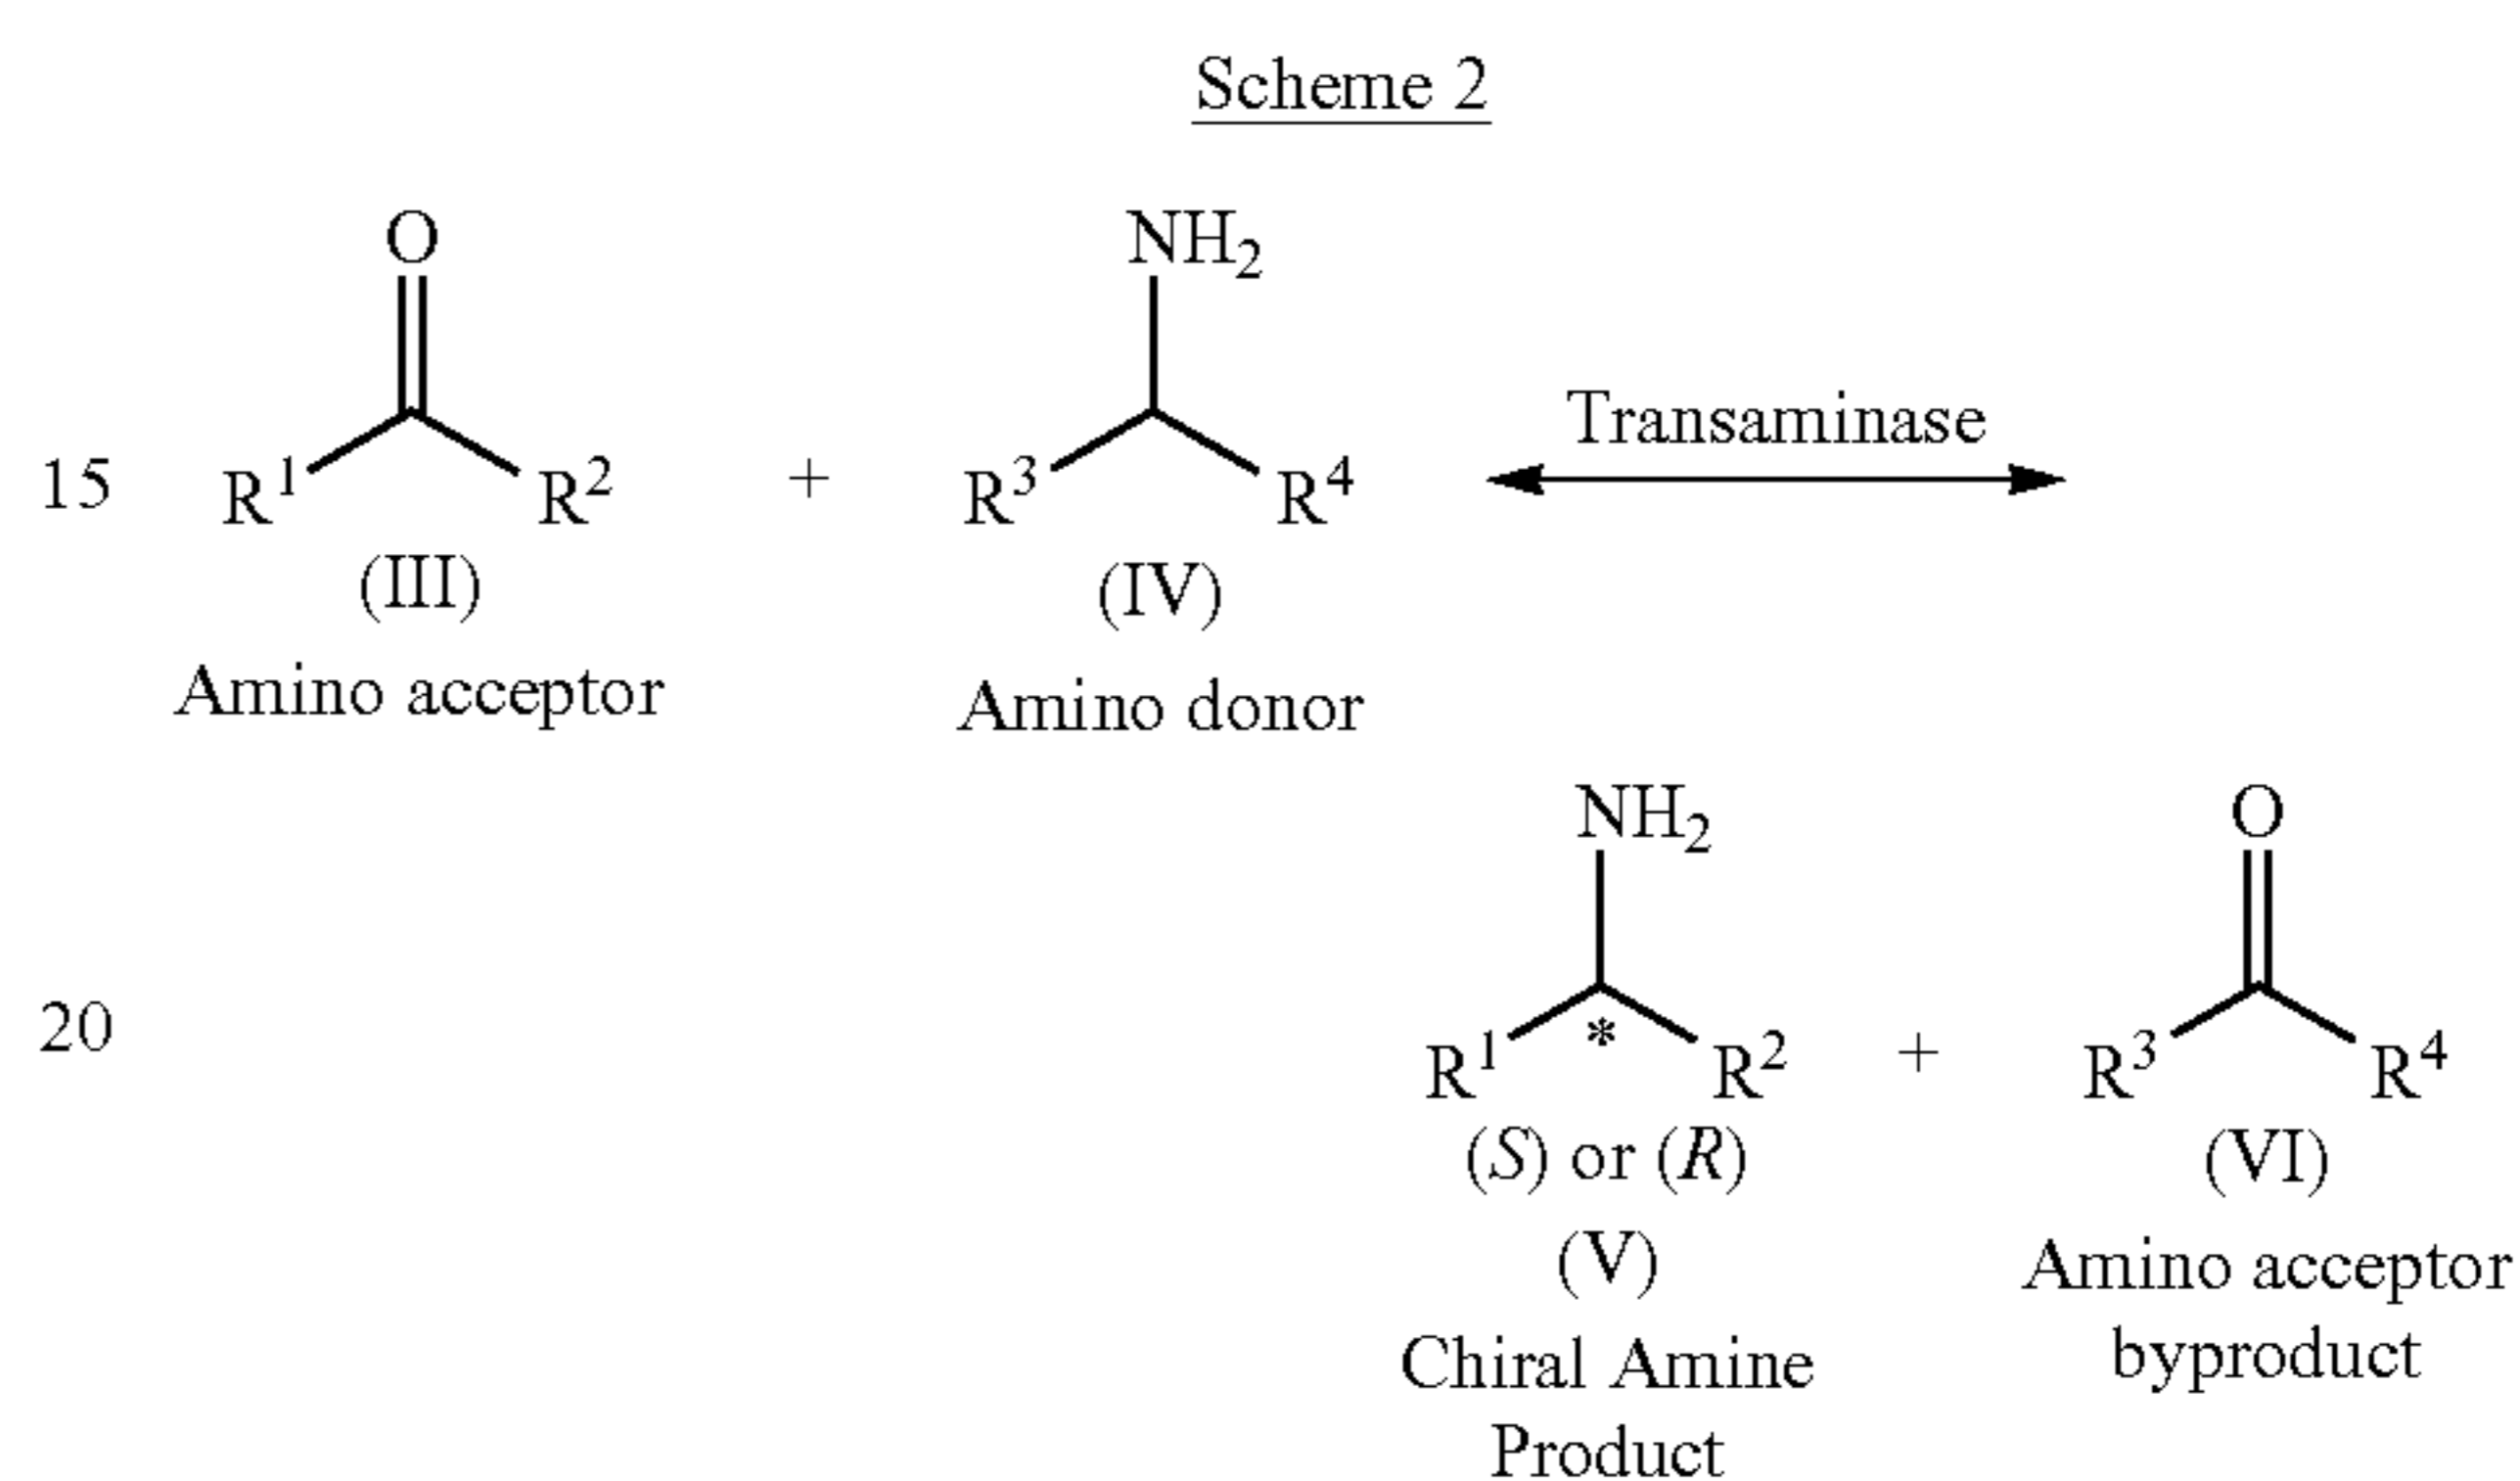 Scheme 2
O NH₂
Transaminase
15 R¹ R² + R³ R⁴
(III) (IV)
Amino acceptor Amino donor
NH₂ O
20 * 
R¹ R² + R³ R⁴
(S) or (R) (VI)
(V) Amino acceptor
Chiral Amine byproduct
Product